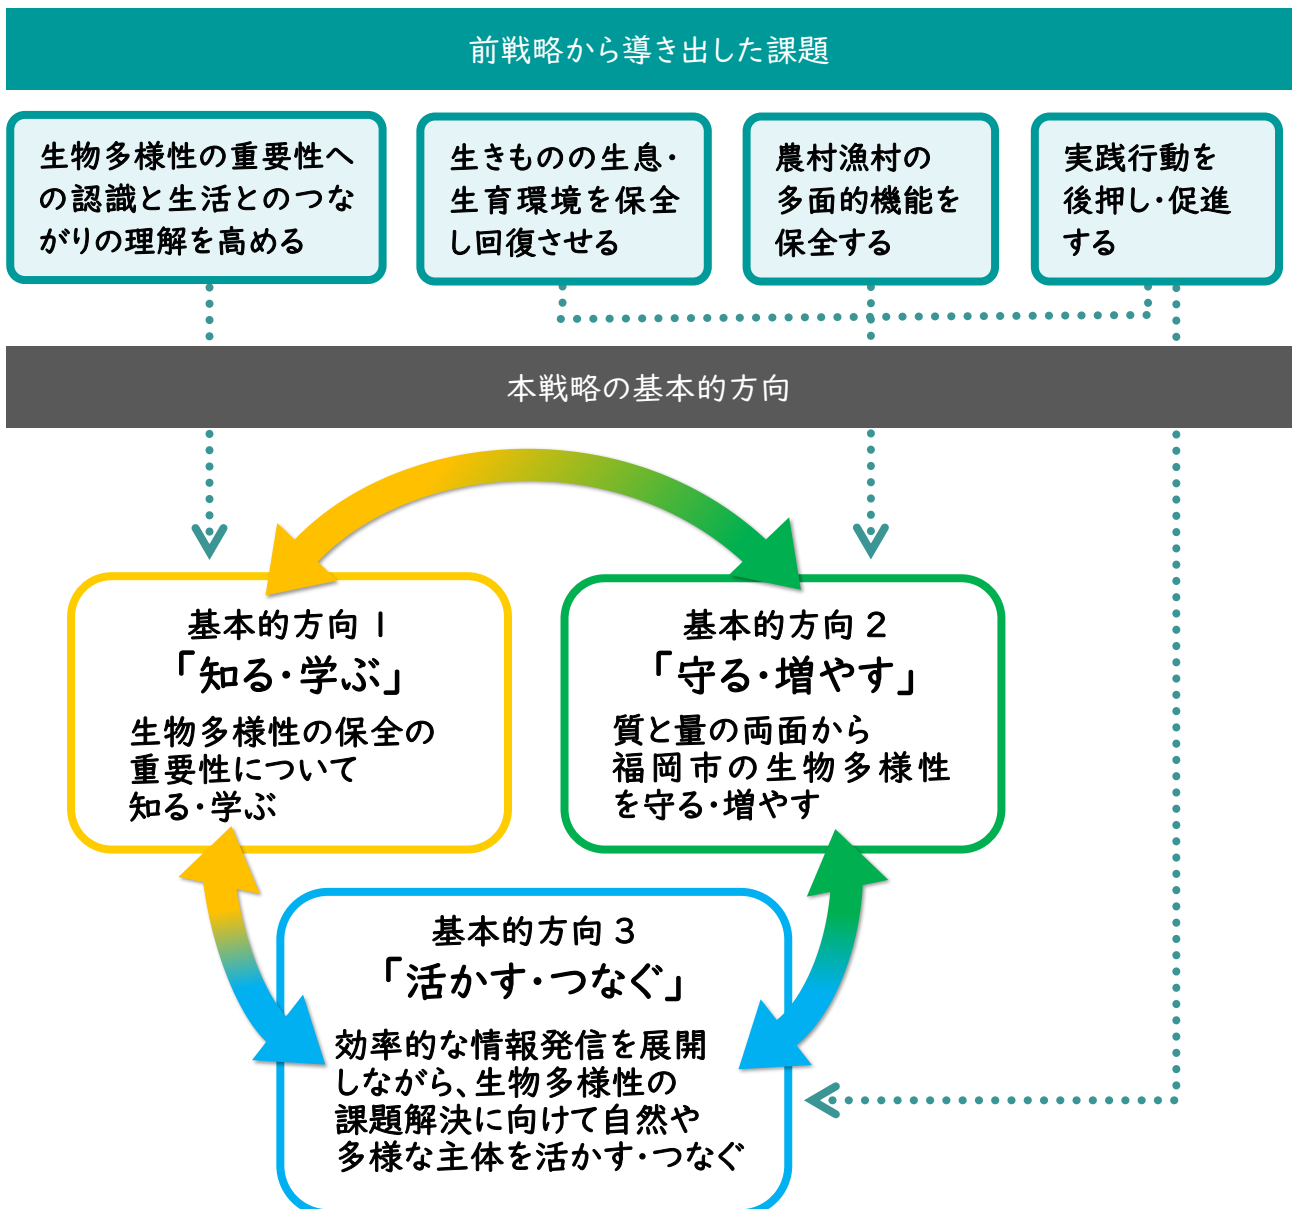 前戦略から導き出した課題
生物多様性の重要性へ
の認識と生活とのつな
がりの理解を高める
生きものの生息・
生育環境を保全
し回復させる
農村漁村の
多面的機能を
保全する
実践行動を
後押し・促進
する
本戦略の基本的方向
基本的方向1
「知る・学ぶ」
生物多様性の保全の
重要性について
知る・学ぶ
基本的方向2
「守る・増やす」
質と量の両面から
福岡市の生物多様性
を守る・増やす
基本的方向3
「活かす・つなぐ」
効率的な情報発信を展開
しながら、生物多様性の
課題解決に向けて自然や
多様な主体を活かす・つなぐ